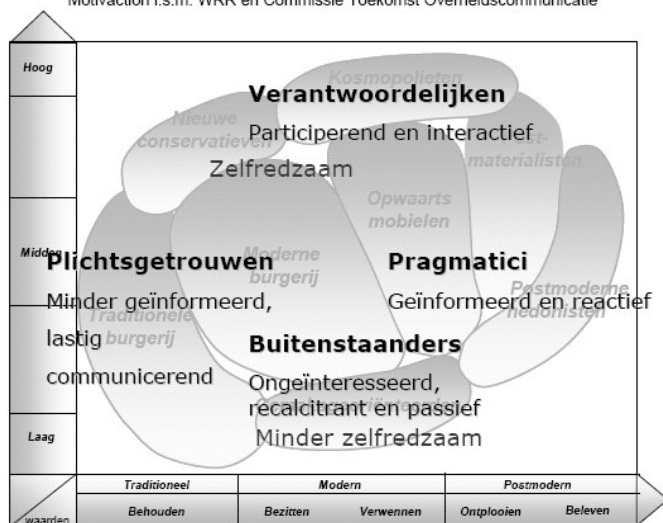 Motivaction i.s.m. WRR en Commissie Toekomst Overheidscommunicatie
Hoog
Kosmopolieten
Verantwoordelijken
Nieuwe
conservatieven
Participerend en interactief
materialisten
Zelfredzaam
Opwaarts
mobielen
Midden
Plichtsgetrouwen
Moderne
burgerij
Pragmatici
Minder geïnformeerd,
lastig
communicerend
Geïnformeerd en reactief
Postmoderne
hedonisten
Traditionele
burgerij
Buitenstaanders
Ongeïnteresseerd,
recalcitrant en passief
Minder zelfredzaam
Laag
Traditioneel
Modern
Postmodern
waarden
Behouden
Bezitten
Verwennen
Ontplooien
Beleven